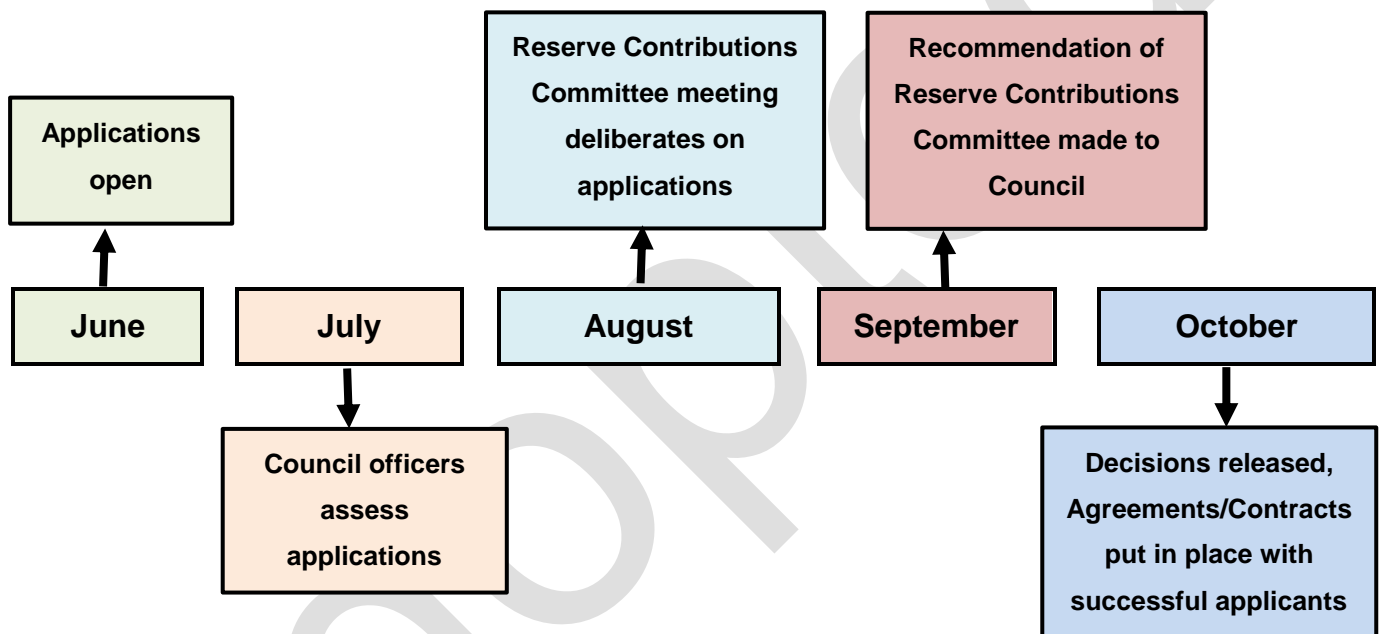 Reserve Contributions
Committee meeting
deliberates on
applications
Recommendation of
Reserve Contributions
Committee made to
Council
Applications
open
June
July
August
September
October
Council officers
assess
applications
Decisions released,
Agreements/Contracts
put in place with
successful applicants